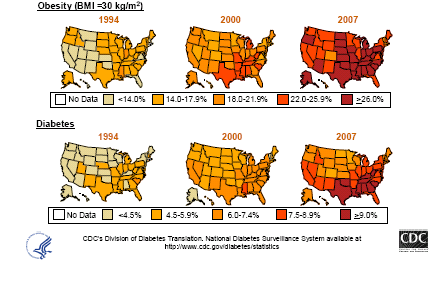 Obesity (BMI =30 kg/m2)
1994 2000 2007
No Data <14.0% 14.0-17.9% 18.0-21.9% 22.0-25.9% ≥26.0%
Diabetes
1994 2000 2007
No Data <4.5% 4.5-5.9% 6.0-7.4% 7.5-8.9% ≥9.0%
CDC's Division of Diabetes Translation. National Diabetes Surveillance System available at
http://www.cdc.gov/diabetes/statistics
CDC